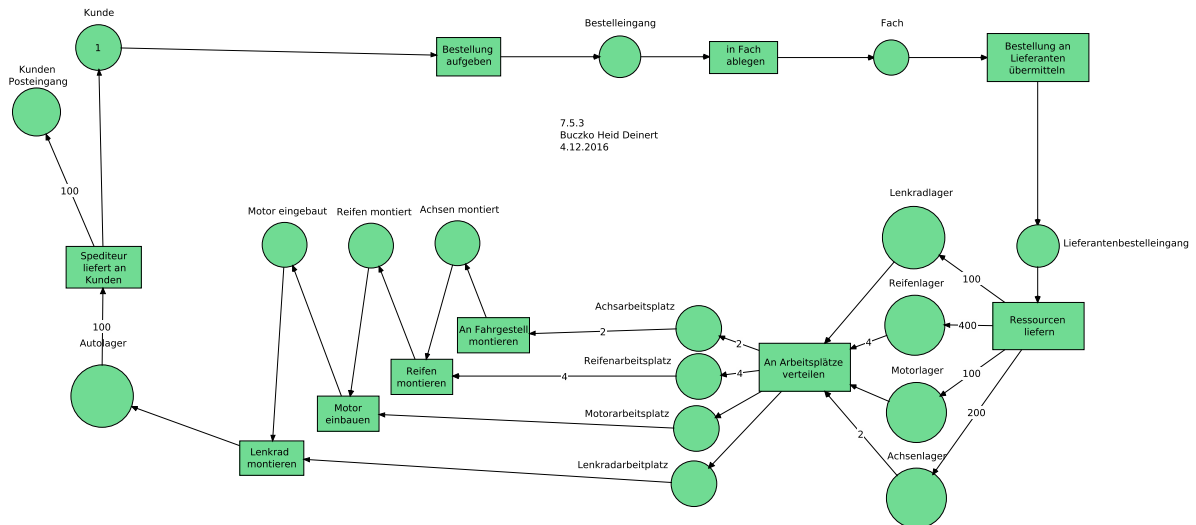 Kunde
1
Kunden
Posteingang
Bestellung
aufgeben
Bestelleingang
in Fach
ablegen
Fach
Bestellung an
Lieferanten
übermitteln
7.5.3
Buczko Heid Deinert
4.12.2016
100
Spediteur
liefert an
Kunden
100
Autolager
Motor eingebaut
Reifen montiert
Achsen montiert
Lenkradlager
Lieferantenbestelleingang
100
Reifenlager
Ressourcen
liefern
400
4
Motorlager
100
200
Achsenlager
2
An Arbeitsplätze
verteilen
Achsarbeitsplatz
2
2
An Fahrgestell
montieren
Reifenarbeitsplatz
4
4
Reifen
montieren
Motorarbeitsplatz
Motor
einbauen
Lenkradarbeitplatz
Lenkrad
montieren